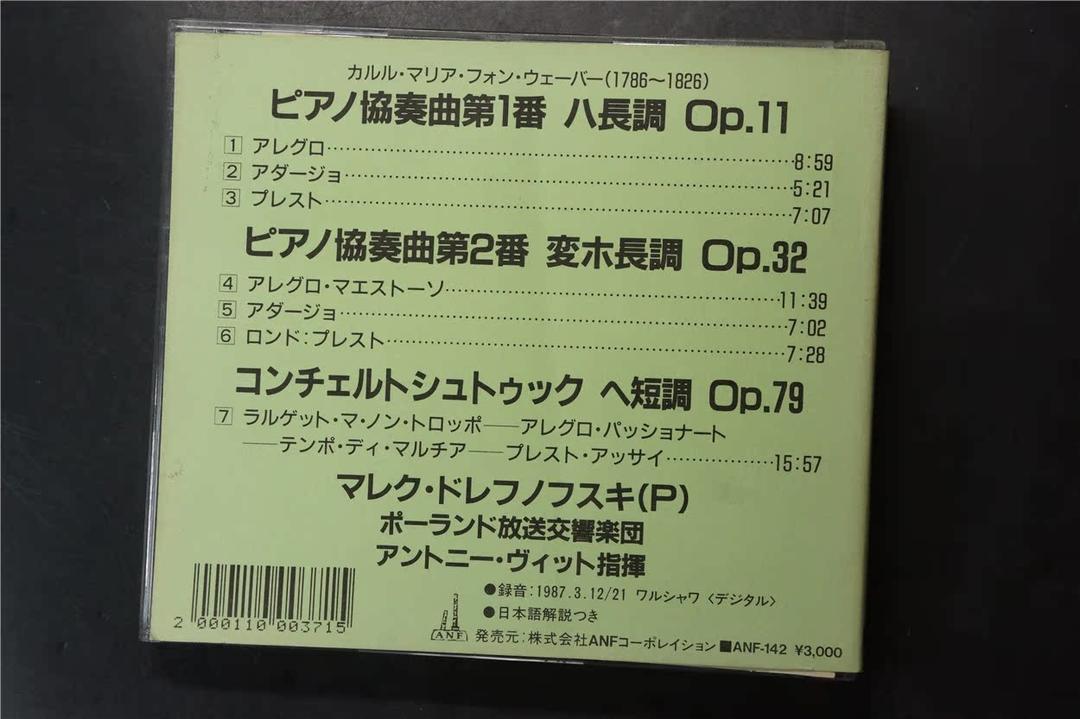 カルル・マリア・フォン・ウェーバー(1786〜1826)
ピアノ協奏曲第1番 ハ長調 Op.11
1 アレグロ……8:59
2 アダージョ……5:21
3 プレスト……7:07
ピアノ協奏曲第2番 変ホ長調 Op.32
4 アレグロ・マエストーソ……11:39
5 アダージョ……7:02
6 ロンド:プレスト……7:28
コンチェルトシュトゥック ヘ短調 Op.79
7 ラルゲット・マ・ノン・トロッポ──アレグロ・パッショナート
──テンポ・ディ・マルチア──プレスト・アッサイ……15:57
マレク・ドレフノフスキ(P)
ポーランド放送交響楽団
アントニー・ヴィット指揮
●録音:1987.3.12/21 ワルシャワ〈デジタル〉
●日本語解説つき
2 000110 003715
ANF 発売元:株式会社ANFコーポレイション ■ANF-142 ¥3,000